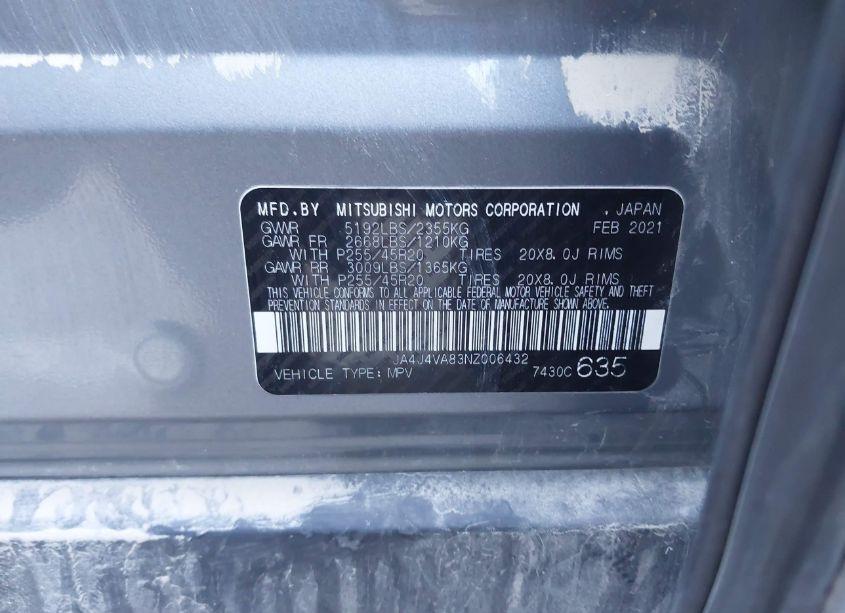 MFD.BY MITSUBISHI MOTORS CORPORATION , JAPAN
GVWR 5192LBS/2355KG FEB 2021
GAWR FR 2668LBS/1210KG
WITH P255/45R20 TIRES 20X8.0J RIMS
GAWR RR 3009LBS/1365KG
WITH P255/45R20 TIRES 20X8.0J RIMS
THIS VEHICLE CONFORMS TO ALL APPLICABLE FEDERAL MOTOR VEHICLE SAFETY AND THEFT
PREVENTION STANDARDS IN EFFECT ON THE DATE OF MANUFACTURE SHOWN ABOVE.
JA4J4VA83NZ006432
VEHICLE TYPE:MPV 7430C 635